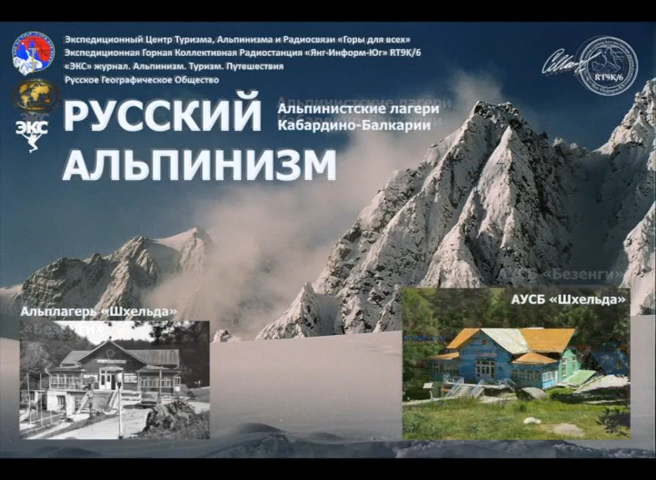 Экспедиционный Центр Туризма, Альпинизма и Радиосвязи «Горы для всех»
Экспедиционная Горная Коллективная Радиостанция «Янг-Информ-Юг» RT9K/6
«ЭКС» журнал. Альпинизм. Туризм. Путешествия
Русское Географическое Общество
RT9K/6
ЭКС
РУССКИЙ
АЛЬПИНИЗМ
Альпинистские лагери
Кабардино-Балкарии
АУСБ «Безенги»
Альплагерь «Шхельда»
«Безенги»
АУСБ «Шхельда»